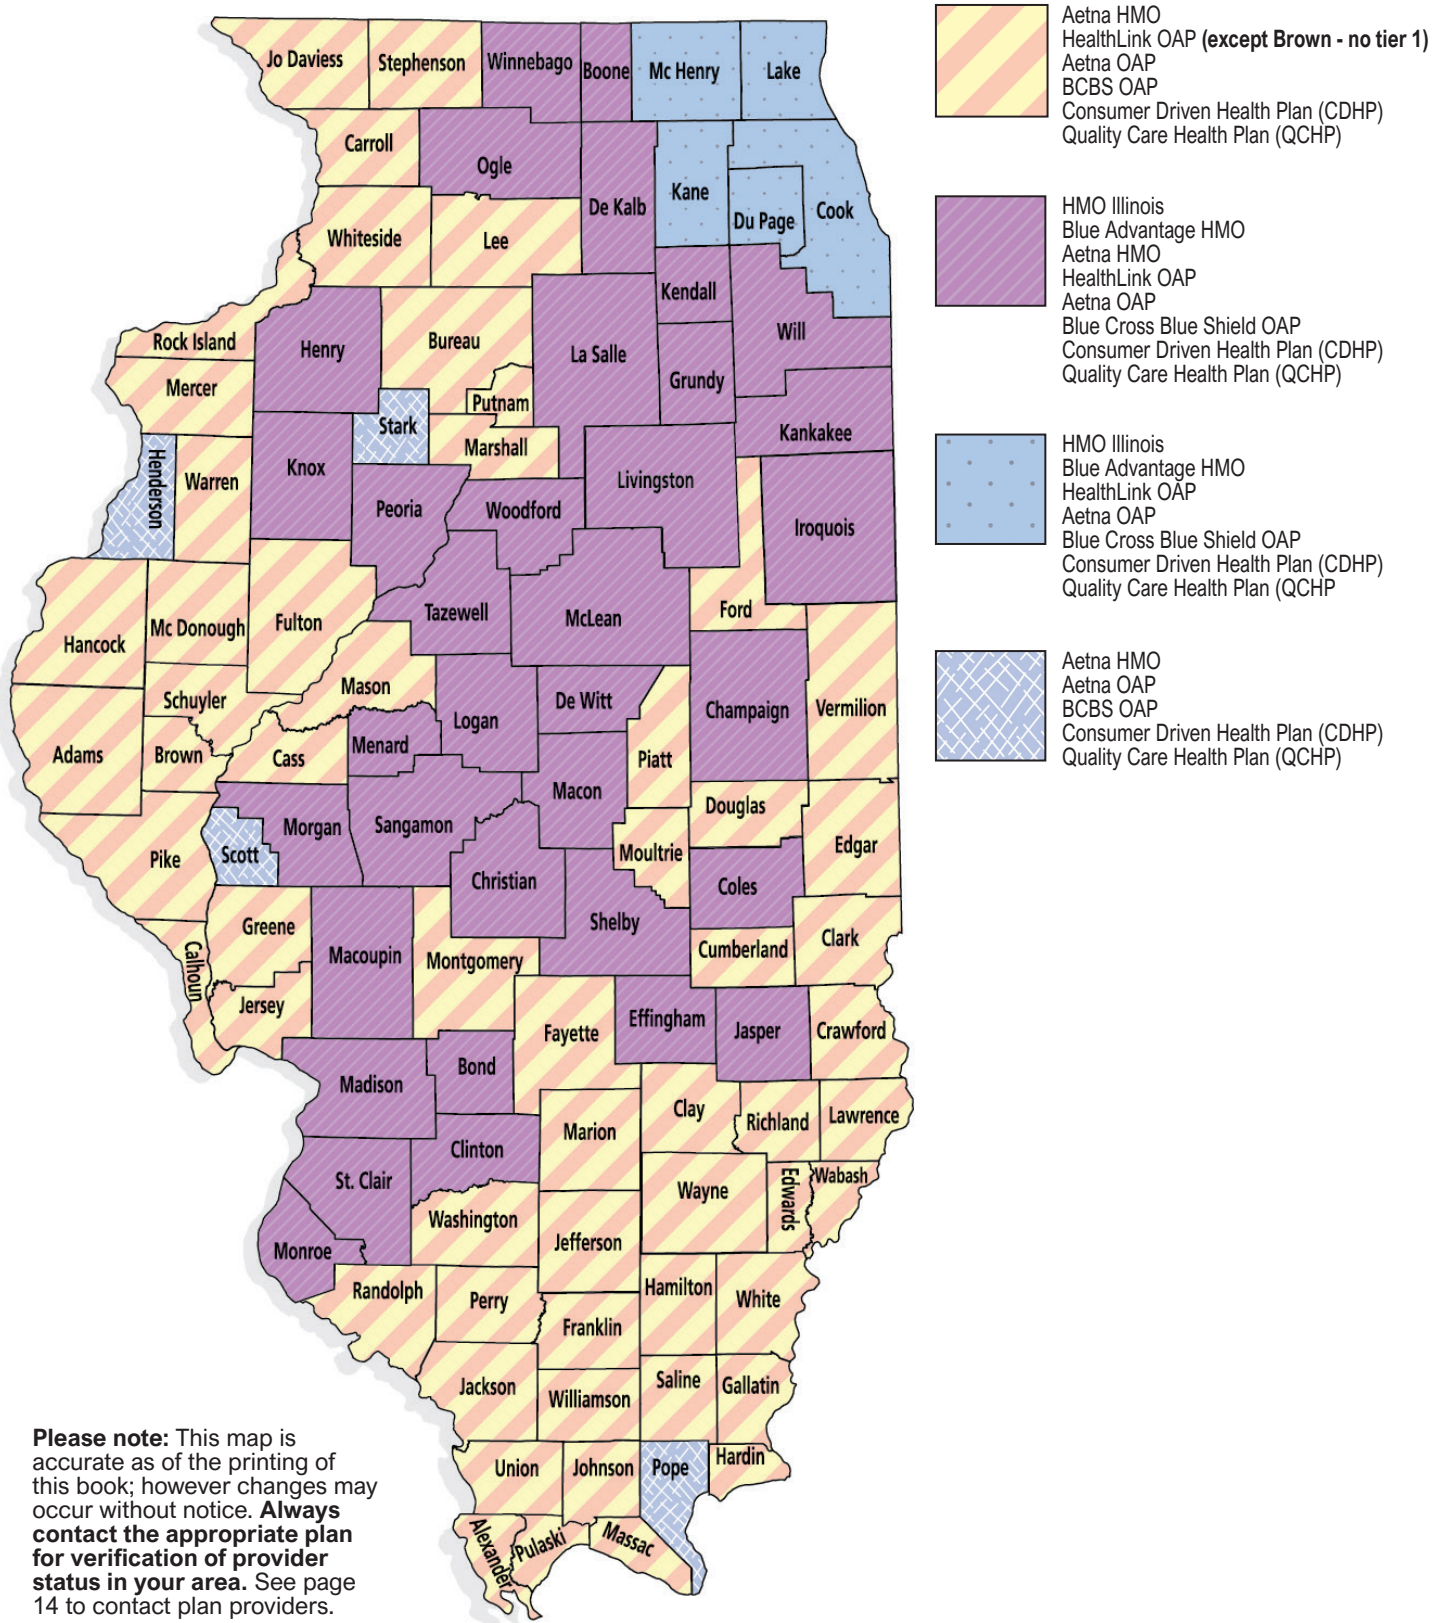 Jo Daviess
Stephenson
Winnebago
Boone
Mc Henry
Lake
Carroll
Ogle
De Kalb
Kane
Du Page
Cook
Whiteside
Lee
Kendall
Will
Rock Island
Henry
Bureau
La Salle
Grundy
Mercer
Putnam
Stark
Marshall
Kankakee
Henderson
Warren
Knox
Peoria
Woodford
Livingston
Iroquois
Hancock
Mc Donough
Fulton
Tazewell
McLean
Ford
Schuyler
Mason
Logan
De Witt
Champaign
Vermilion
Adams
Brown
Cass
Menard
Piatt
Macon
Douglas
Pike
Scott
Morgan
Sangamon
Christian
Moultrie
Edgar
Coles
Shelby
Greene
Calhoun
Macoupin
Montgomery
Cumberland
Clark
Jersey
Fayette
Effingham
Jasper
Crawford
Madison
Bond
Clay
Richland
Lawrence
Marion
Clinton
St. Clair
Wayne
Edwards
Wabash
Washington
Jefferson
Monroe
Randolph
Perry
Hamilton
White
Franklin
Jackson
Williamson
Saline
Gallatin
Union
Johnson
Pope
Hardin
Alexander
Pulaski
Massac
Aetna HMO
HealthLink OAP (except Brown - no tier 1)
Aetna OAP
BCBS OAP
Consumer Driven Health Plan (CDHP)
Quality Care Health Plan (QCHP)
HMO Illinois
Blue Advantage HMO
Aetna HMO
HealthLink OAP
Aetna OAP
Blue Cross Blue Shield OAP
Consumer Driven Health Plan (CDHP)
Quality Care Health Plan (QCHP)
HMO Illinois
Blue Advantage HMO
HealthLink OAP
Aetna OAP
Blue Cross Blue Shield OAP
Consumer Driven Health Plan (CDHP)
Quality Care Health Plan (QCHP
Aetna HMO
Aetna OAP
BCBS OAP
Consumer Driven Health Plan (CDHP)
Quality Care Health Plan (QCHP)
Please note: This map is
accurate as of the printing of
this book; however changes may
occur without notice. Always
contact the appropriate plan
for verification of provider
status in your area. See page
14 to contact plan providers.